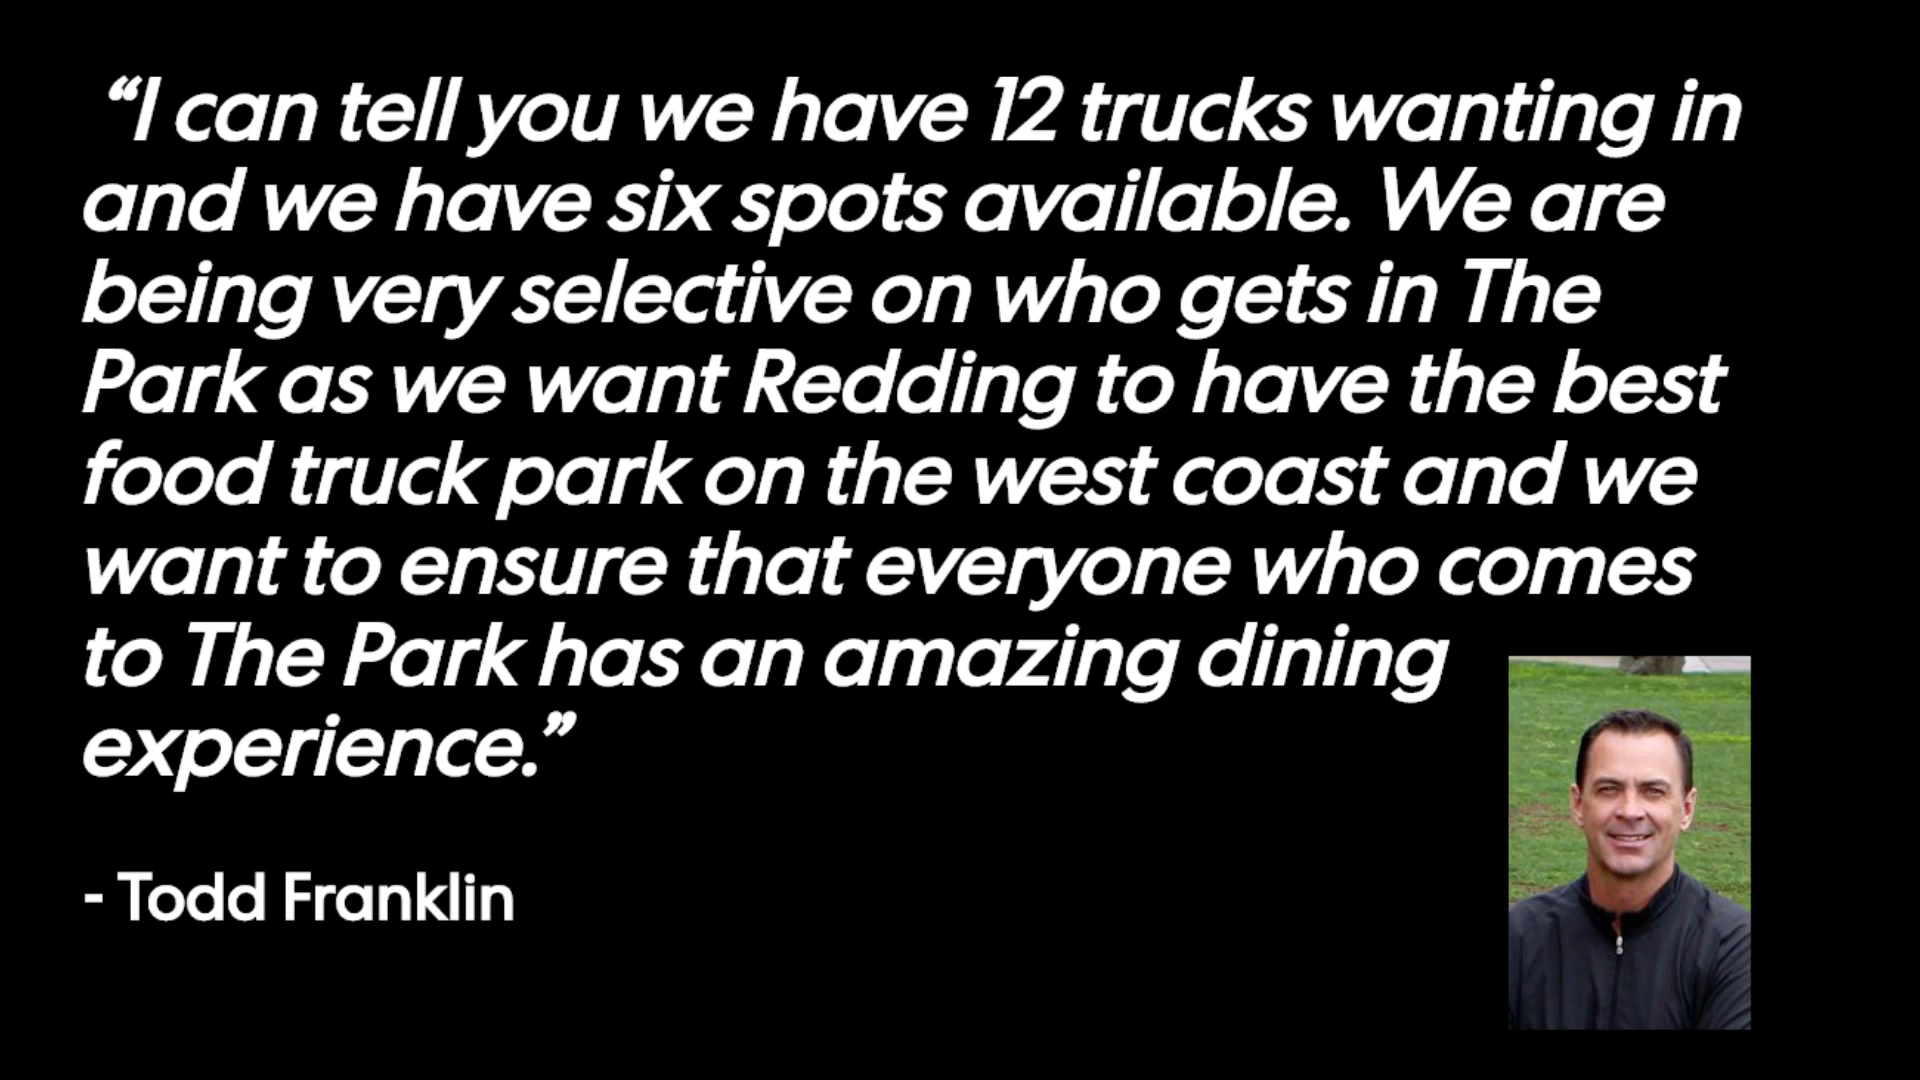 “I can tell you we have 12 trucks wanting in
and we have six spots available. We are
being very selective on who gets in The
Park as we want Redding to have the best
food truck park on the west coast and we
want to ensure that everyone who comes
to The Park has an amazing dining
experience.”
- Todd Franklin